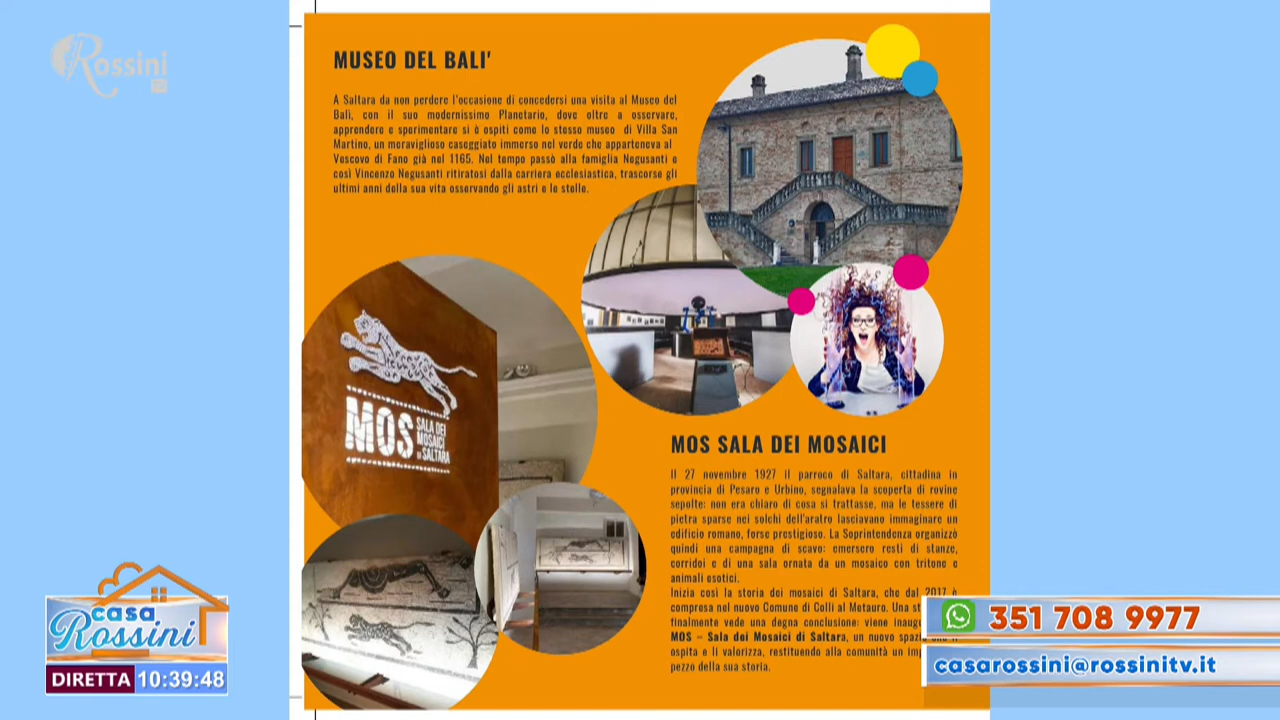 Rossini
TV
MUSEO DEL BALI'
A Saltara da non perdere l'occasione di concedersi una visita al Museo del
Balì, con il suo modernissimo Planetario, dove oltre a osservare,
apprendere e sperimentare si è ospiti come lo stesso museo di Villa San
Martino, un meraviglioso caseggiato immerso nel verde che apparteneva al
Vescovo di Fano già nel 1165. Nel tempo passò alla famiglia Negusanti e
così Vincenzo Negusanti ritiratosi dalla carriera ecclesiastica, trascorse gli
ultimi anni della sua vita osservando gli astri e le stelle.
MOS
SALA DEI
MOSAICI
DI SALTARA
MOS SALA DEI MOSAICI
Il 27 novembre 1927 il parroco di Saltara, cittadina in
provincia di Pesaro e Urbino, segnalava la scoperta di rovine
sepolte: non era chiaro di cosa si trattasse, ma le tessere di
pietra sparse nei solchi dell'aratro lasciavano immaginare un
edificio romano, forse prestigioso. La Soprintendenza organizzò
quindi una campagna di scavo: emersero resti di stanze,
corridoi e di una sala ornata da un mosaico con tritone e
animali esotici.
Inizia così la storia dei mosaici di Saltara, che dal 2017 è
compresa nel nuovo Comune di Colli al Metauro. Una
finalmente vede una degna conclusione: viene
MOS – Sala dei Mosaici di Saltara, un nuovo
ospita e li valorizza, restituendo alla comunità un
pezzo della sua storia.
casa
Rossini
DIRETTA 10:39:48
351 708 9977
casarossini@rossinitv.it